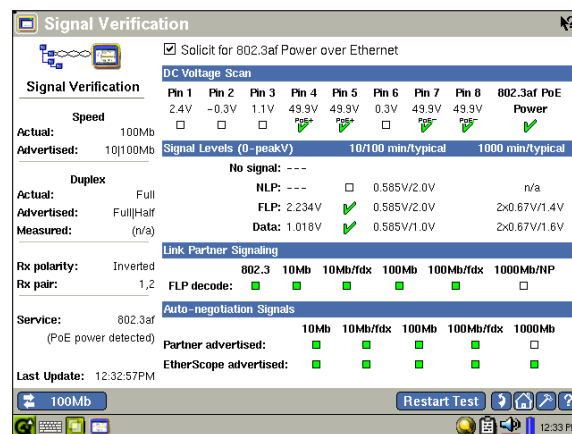 Signal Verification
Solicit for 802.3af Power over Ethernet
Signal Verification
Speed
Actual: 100Mb
Advertised: 10|100Mb
Duplex
Actual: Full
Advertised: Full|Half
Measured: (n/a)
Rx polarity: Inverted
Rx pair: 1,2
Service: 802.3af
(PoE power detected)
Last Update: 12:32:57PM
DC Voltage Scan
Pin 1 Pin 2 Pin 3 Pin 4 Pin 5 Pin 6 Pin 7 Pin 8 802.3af PoE
2.4V -0.3V 1.1V 49.9V 49.9V 0.3V 49.9V 49.9V Power
PoE+ PoE+ PoE- PoE-
Signal Levels (0-peakV) 10/100 min/typical 1000 min/typical
No signal: ---
NLP: --- 0.585V/2.0V n/a
FLP: 2.234V 0.585V/2.0V 2x0.67V/1.4V
Data: 1.018V 0.585V/1.0V 2x0.67V/1.6V
Link Partner Signaling
802.3 10Mb 10Mb/fdx 100Mb 100Mb/fdx 1000Mb/NP
FLP decode:
Auto-negotiation Signals
10Mb 10Mb/fdx 100Mb 100Mb/fdx 1000Mb
Partner advertised:
EtherScope advertised:
100Mb
Restart Test
?
12:33 P